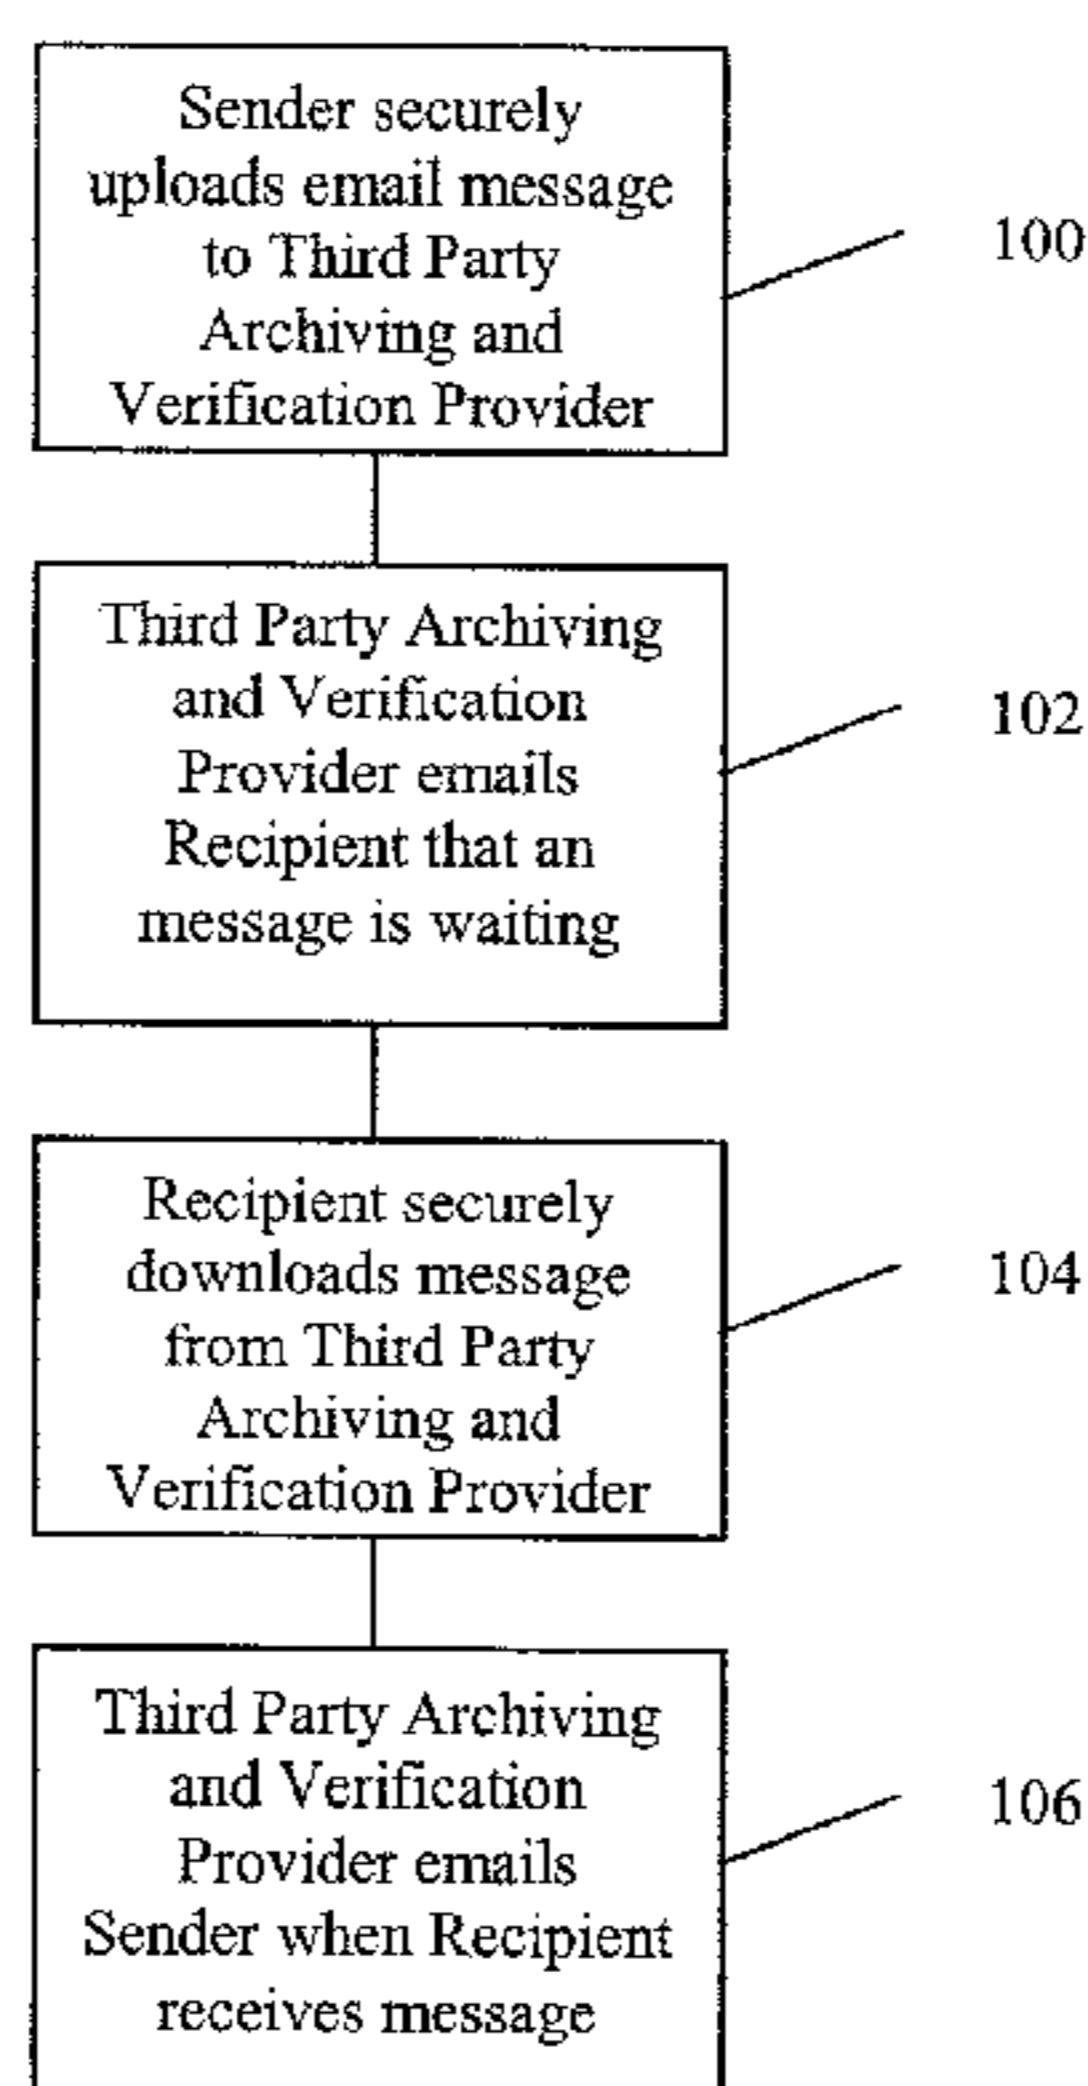 Sender securely
uploads email message
to Third Party
Archiving and
Verification Provider
100
Third Party Archiving
and Verification
Provider emails
Recipient that an
message is waiting
102
Recipient securely
downloads message
from Third Party
Archiving and
Verification Provider
104
Third Party Archiving
and Verification
Provider emails
Sender when Recipient
receives message
106